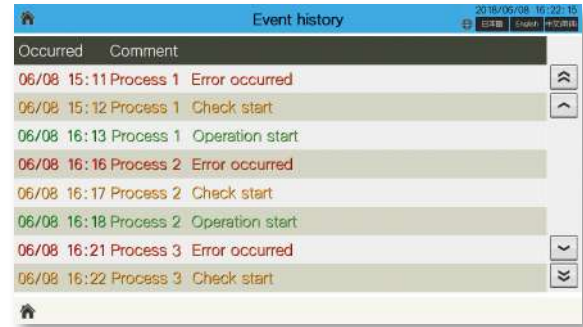 Event history
2018/06/08 16:22:15
日本語 English 中文(简体)
Occurred Comment
06/08 15:11 Process 1 Error occurred
06/08 15:12 Process 1 Check start
06/08 16:13 Process 1 Operation start
06/08 16:16 Process 2 Error occurred
06/08 16:17 Process 2 Check start
06/08 16:18 Process 2 Operation start
06/08 16:21 Process 3 Error occurred
06/08 16:22 Process 3 Check start